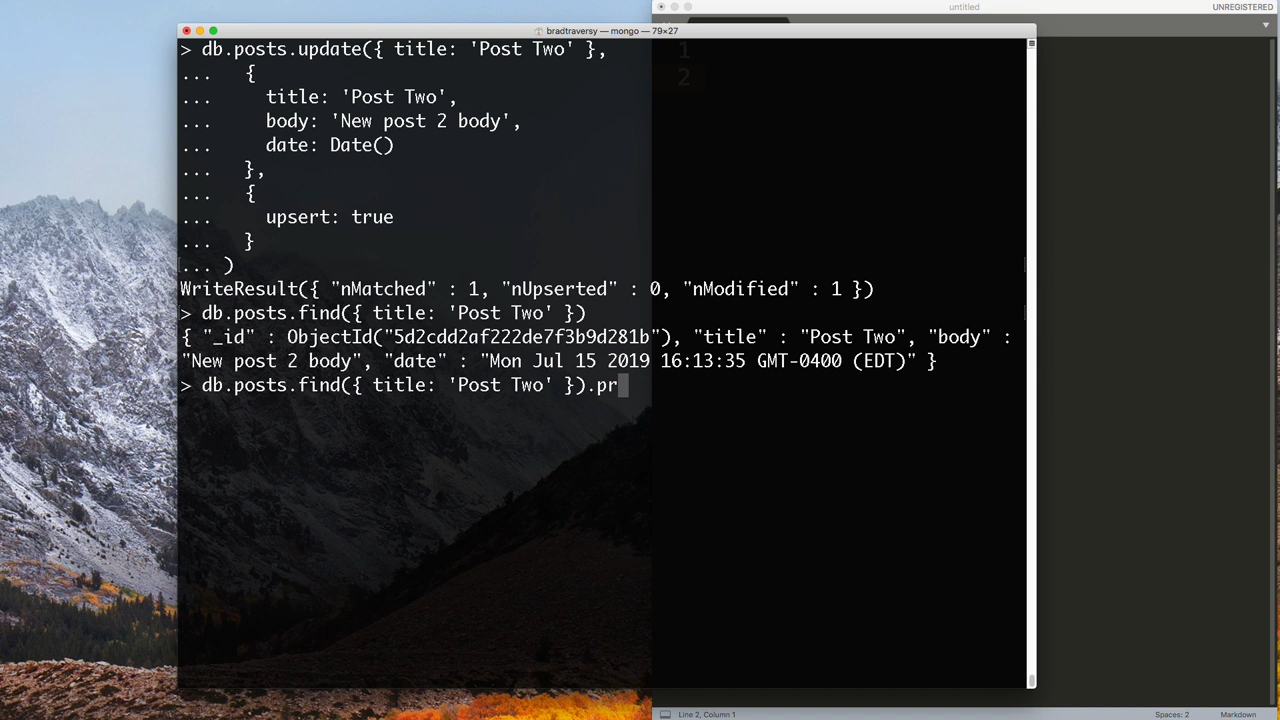 untitled
UNREGISTERED
bradtraversy — mongo — 79×27
> db.posts.update({ title: 'Post Two' },
... {
... title: 'Post Two',
... body: 'New post 2 body',
... date: Date()
... },
... {
... upsert: true
... }
... )
WriteResult({ "nMatched" : 1, "nUpserted" : 0, "nModified" : 1 })
> db.posts.find({ title: 'Post Two' })
{ "_id" : ObjectId("5d2cdd2af222de7f3b9d281b"), "title" : "Post Two", "body" :
"New post 2 body", "date" : "Mon Jul 15 2019 16:13:35 GMT-0400 (EDT)" }
> db.posts.find({ title: 'Post Two' }).pr
1
2
Line 2, Column 1
Spaces: 2
Markdown